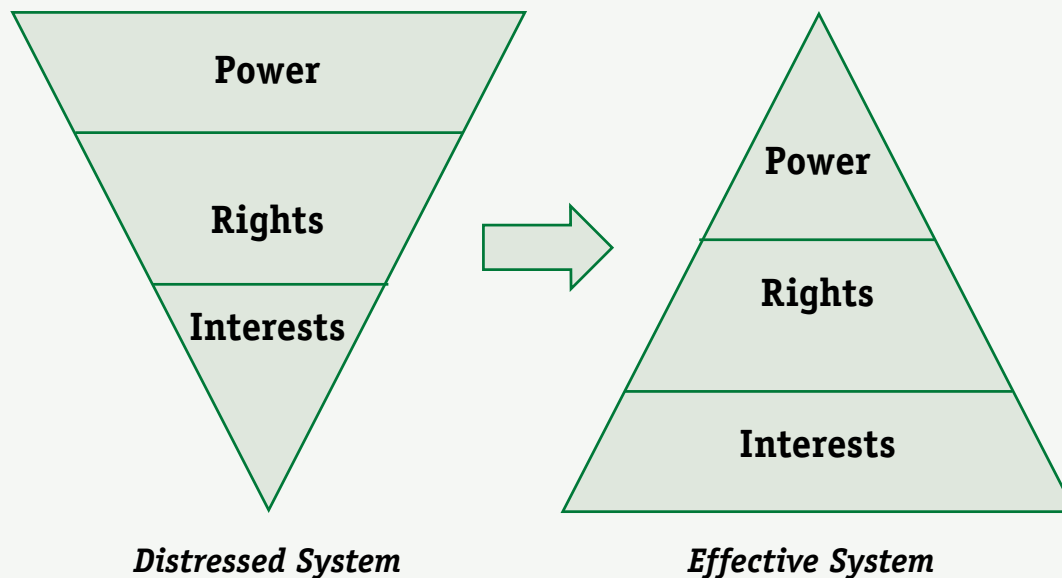 Power
Rights
Interests
Power
Rights
Interests
Distressed System
Effective System